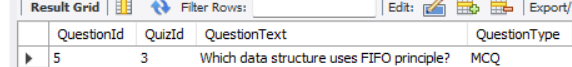 Result Grid Filter Rows: Edit: Export/
QuestionId QuizId QuestionText QuestionType
5 3 Which data structure uses FIFO principle? MCQ